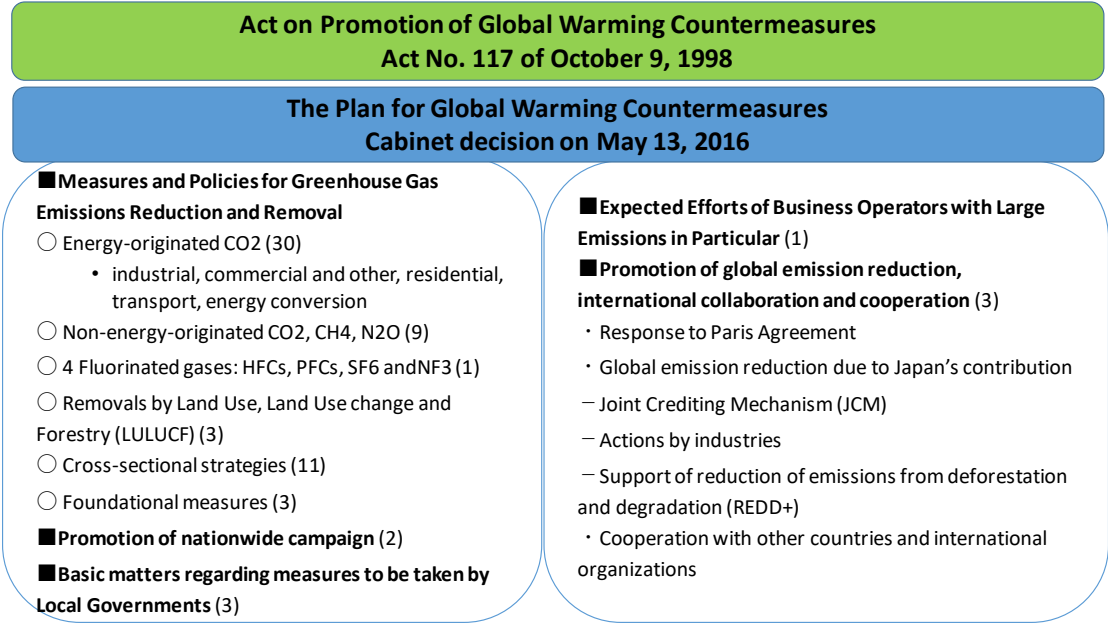 Act on Promotion of Global Warming Countermeasures
Act No. 117 of October 9, 1998
The Plan for Global Warming Countermeasures
Cabinet decision on May 13, 2016
■Measures and Policies for Greenhouse Gas
Emissions Reduction and Removal
○ Energy-originated CO2 (30)
• industrial, commercial and other, residential,
transport, energy conversion
○ Non-energy-originated CO2, CH4, N2O (9)
○ 4 Fluorinated gases: HFCs, PFCs, SF6 andNF3 (1)
○ Removals by Land Use, Land Use change and
Forestry (LULUCF) (3)
○ Cross-sectional strategies (11)
○ Foundational measures (3)
■Promotion of nationwide campaign (2)
■Basic matters regarding measures to be taken by
Local Governments (3)
■Expected Efforts of Business Operators with Large
Emissions in Particular (1)
■Promotion of global emission reduction,
international collaboration and cooperation (3)
・Response to Paris Agreement
・Global emission reduction due to Japan’s contribution
－Joint Crediting Mechanism (JCM)
－Actions by industries
－Support of reduction of emissions from deforestation
and degradation (REDD+)
・Cooperation with other countries and international
organizations